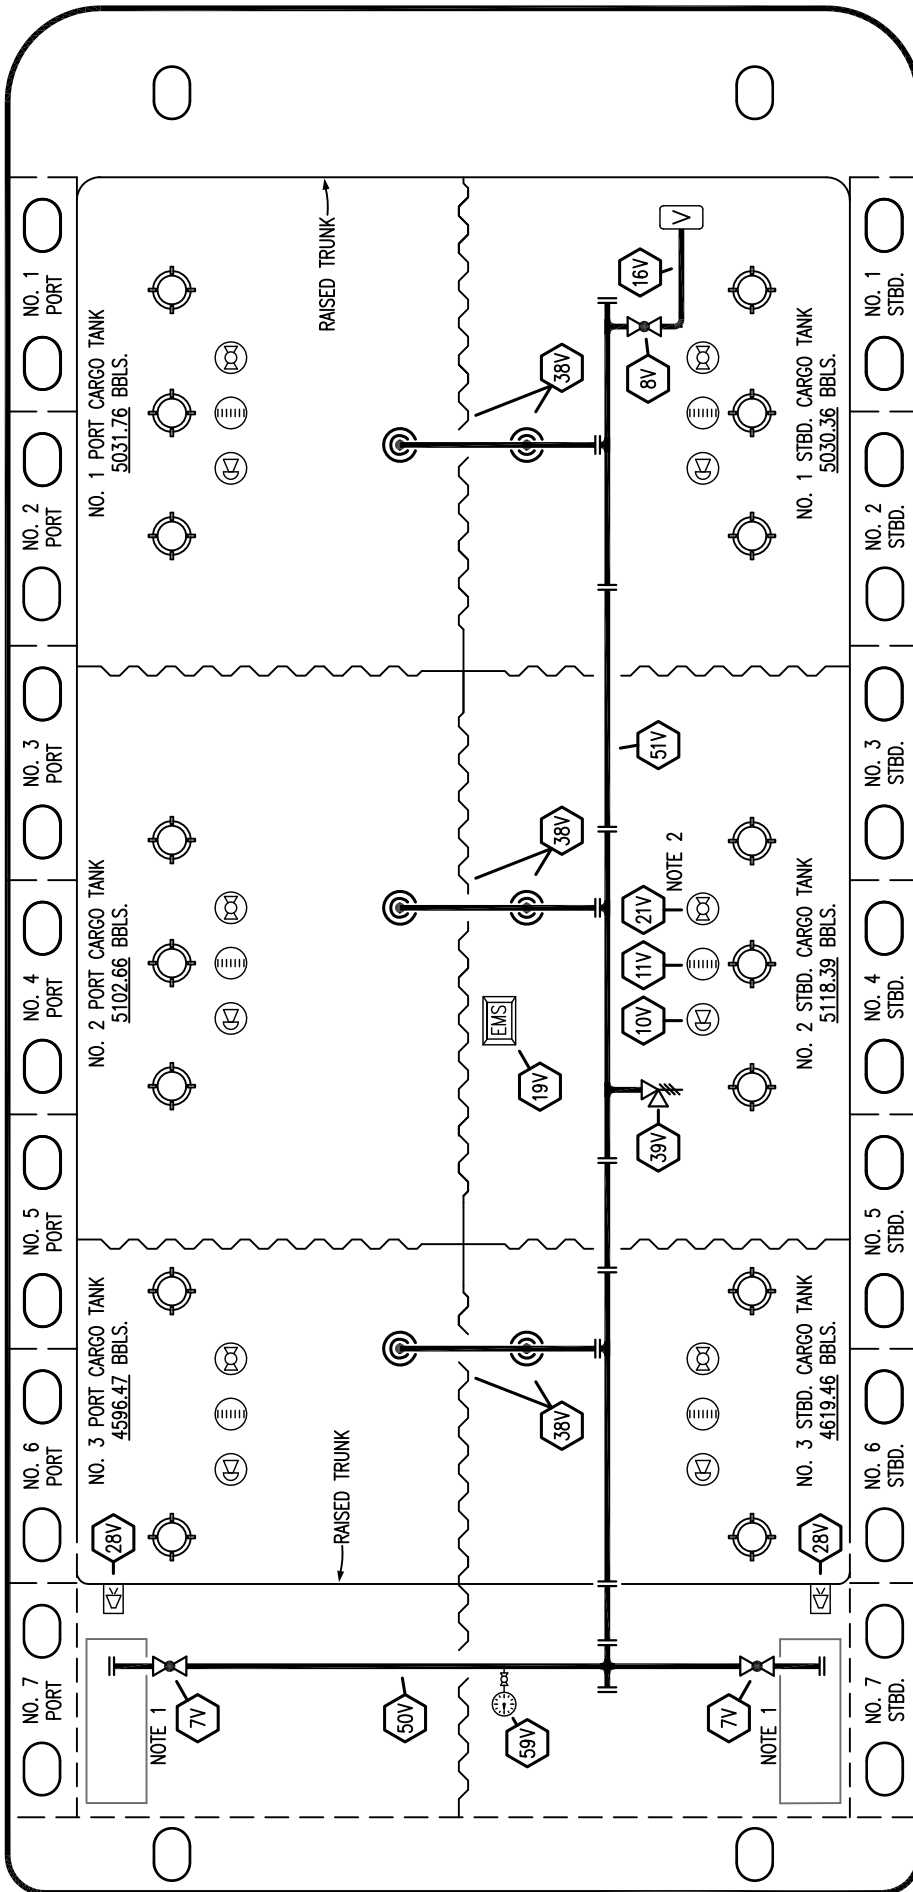 NO. 1
PORT
NO. 2
PORT
NO. 3
PORT
NO. 4
PORT
NO. 5
PORT
NO. 6
PORT
NO. 7
PORT
NO. 1 PORT CARGO TANK
5031.76 BBLS.
NO. 2 PORT CARGO TANK
5102.66 BBLS.
NO. 3 PORT CARGO TANK
4596.47 BBLS.
28V
NOTE 1
7V
RAISED TRUNK
RAISED TRUNK
50V
38V
38V
38V
EMS
19V
59V
V
16V
8V
51V
NOTE 2
21V
11V
10V
39V
7V
NOTE 1
28V
NO. 1 STBD. CARGO TANK
5030.36 BBLS.
NO. 2 STBD. CARGO TANK
5118.39 BBLS.
NO. 3 STBD. CARGO TANK
4619.46 BBLS.
NO. 1
STBD.
NO. 2
STBD.
NO. 3
STBD.
NO. 4
STBD.
NO. 5
STBD.
NO. 6
STBD.
NO. 7
STBD.